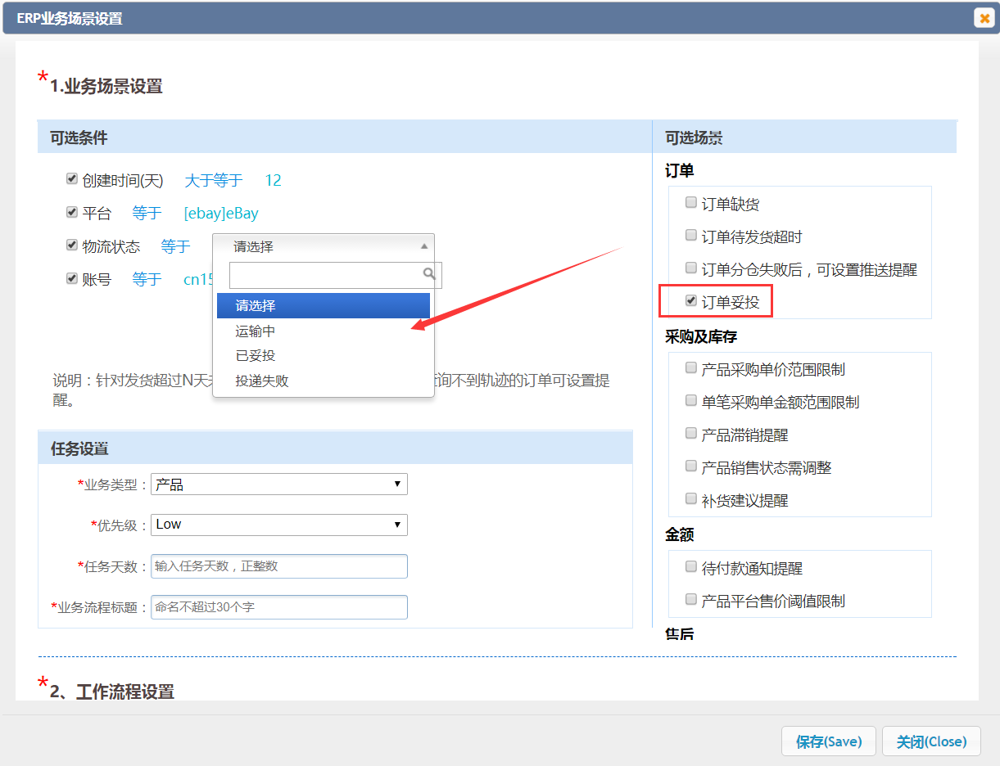 ERP业务场景设置
*1.业务场景设置
可选条件
创建时间(天) 大于等于 12
平台 等于 [ebay]eBay
物流状态 等于 请选择
账号 等于 cn15
请选择
运输中
已妥投
投递失败
说明：针对发货超过N天 询不到轨迹的订单可设置提
醒。
任务设置
*业务类型： 产品
*优先级： Low
*任务天数： 输入任务天数，正整数
*业务流程标题： 命名不超过30个字
可选场景
订单
订单缺货
订单待发货超时
订单分仓失败后，可设置推送提醒
订单妥投
采购及库存
产品采购单价范围限制
单笔采购单金额范围限制
产品滞销提醒
产品销售状态需调整
补货建议提醒
金额
待付款通知提醒
产品平台售价阈值限制
售后
*2、工作流程设置
保存(Save) 关闭(Close)